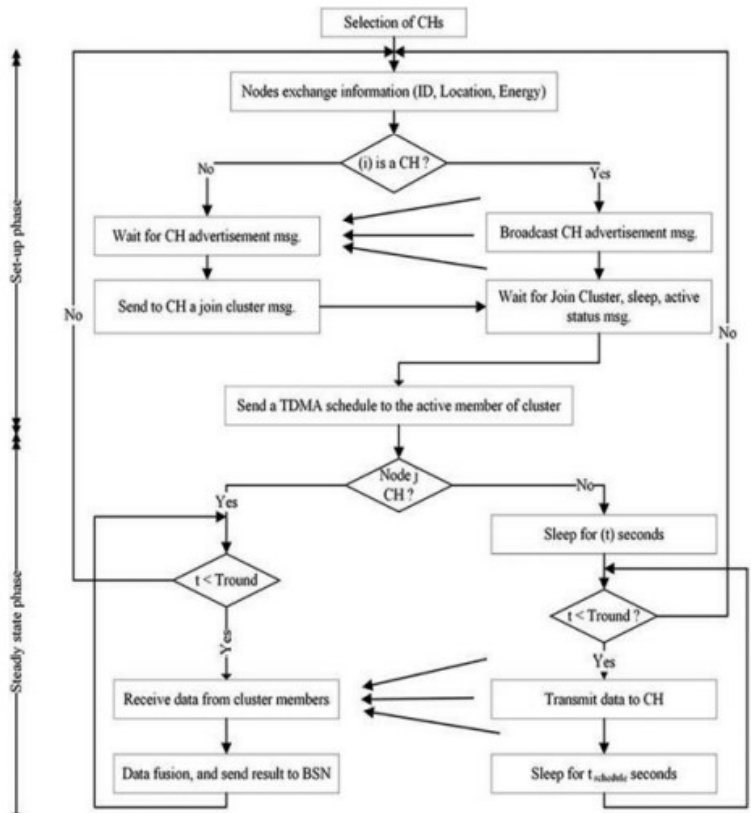 Selection of CHs
Nodes exchange information (ID, Location, Energy)
(i) is a CH ?
No
Yes
Wait for CH advertisement msg.
Broadcast CH advertisement msg.
Set-up phase
Send to CH a join cluster msg.
Wait for Join Cluster, sleep, active
status msg.
No
No
Send a TDMA schedule to the active member of cluster
Node j
CH ?
Yes
No
Sleep for (t) seconds
t < Tround
t < Tround ?
Steady state phase
Yes
Yes
Receive data from cluster members
Transmit data to CH
Data fusion, and send result to BSN
Sleep for t schedule seconds